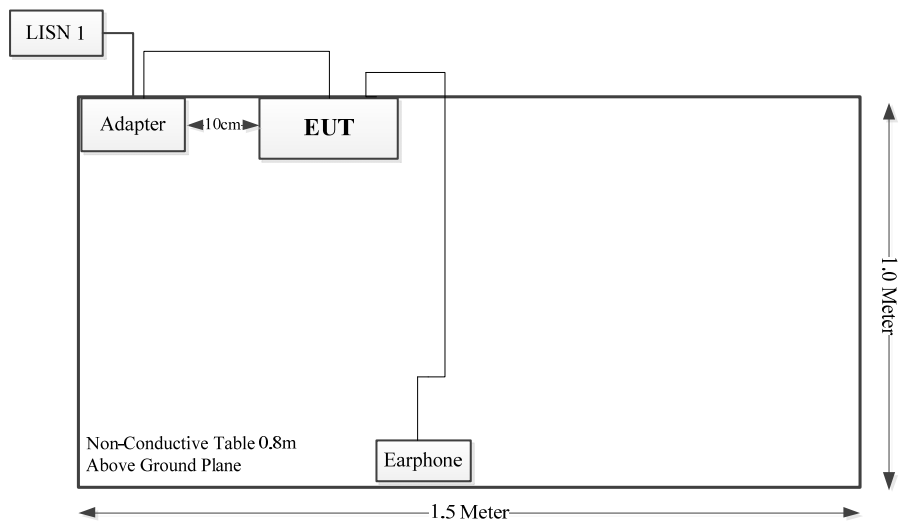 LISN 1
Adapter
10cm
EUT
1.0 Meter
Non-Conductive Table 0.8m
Above Ground Plane
Earphone
1.5 Meter